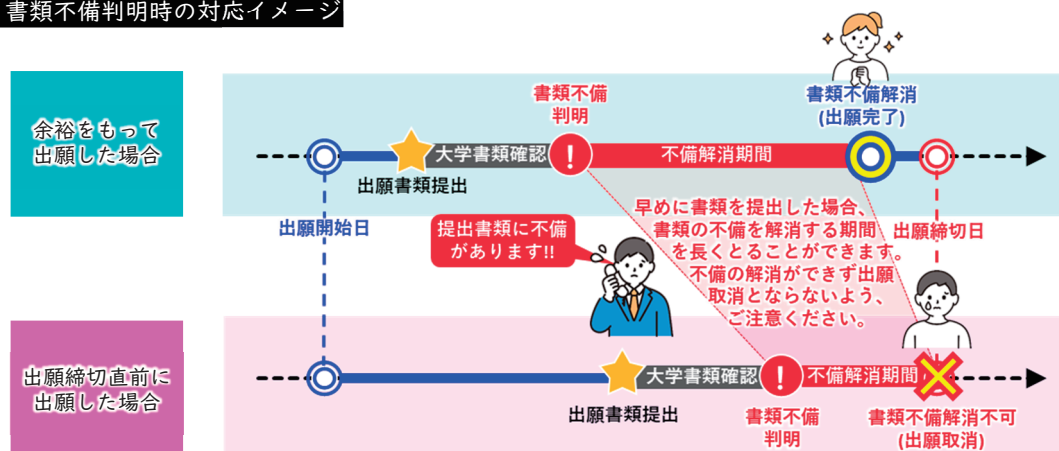 書類不備判明時の対応イメージ
余裕をもって
出願した場合
書類不備
判明
書類不備解消
(出願完了)
大学書類確認
不備解消期間
出願書類提出
出願開始日
出願締切日
提出書類に不備
があります!!
早めに書類を提出した場合、
書類の不備を解消する期間
を長くとることができます。
不備の解消ができず出願
取消とならないよう、
ご注意ください。
出願締切直前に
出願した場合
大学書類確認
不備解消期間
出願書類提出
書類不備
判明
書類不備解消不可
(出願取消)